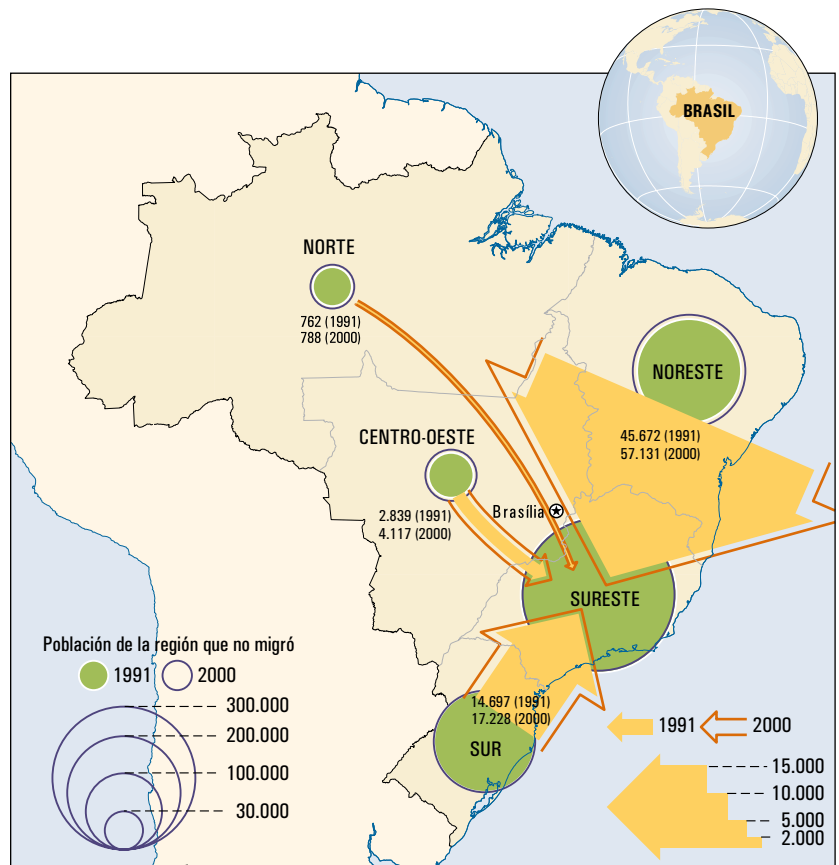 BRASIL
NORTE
762 (1991)
788 (2000)
NORESTE
45.672 (1991)
57.131 (2000)
CENTRO-OESTE
2.839 (1991)
4.117 (2000)
Brasília
SURESTE
14.697 (1991)
17.228 (2000)
SUR
Población de la región que no migró
1991 2000
300.000
200.000
100.000
30.000
1991 2000
15.000
10.000
5.000
2.000